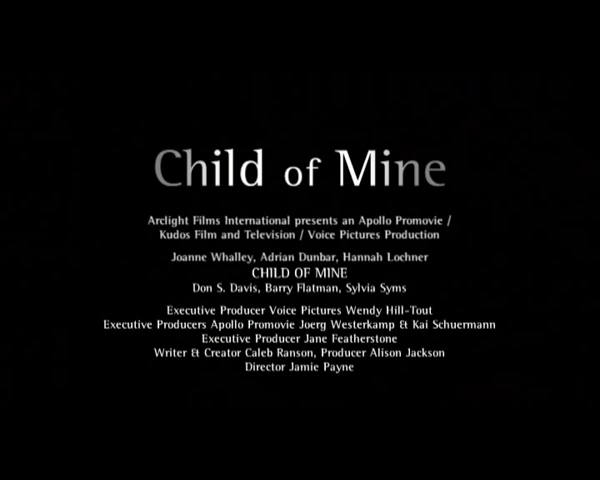 Child of Mine
Arclight Films International presents an Apollo Promovie /
Kudos Film and Television / Voice Pictures Production
Joanne Whalley, Adrian Dunbar, Hannah Lochner
CHILD OF MINE
Don S. Davis, Barry Flatman, Sylvia Syms
Executive Producer Voice Pictures Wendy Hill-Tout
Executive Producers Apollo Promovie Joerg Westerkamp & Kai Schuermann
Executive Producer Jane Featherstone
Writer & Creator Caleb Ranson, Producer Alison Jackson
Director Jamie Payne